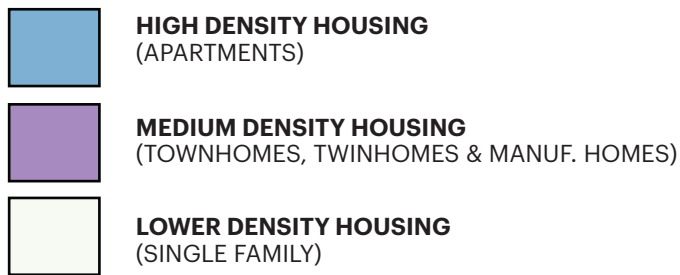 HIGH DENSITY HOUSING
(APARTMENTS)
MEDIUM DENSITY HOUSING
(TOWNHOMES, TWINHOMES & MANUF. HOMES)
LOWER DENSITY HOUSING
(SINGLE FAMILY)